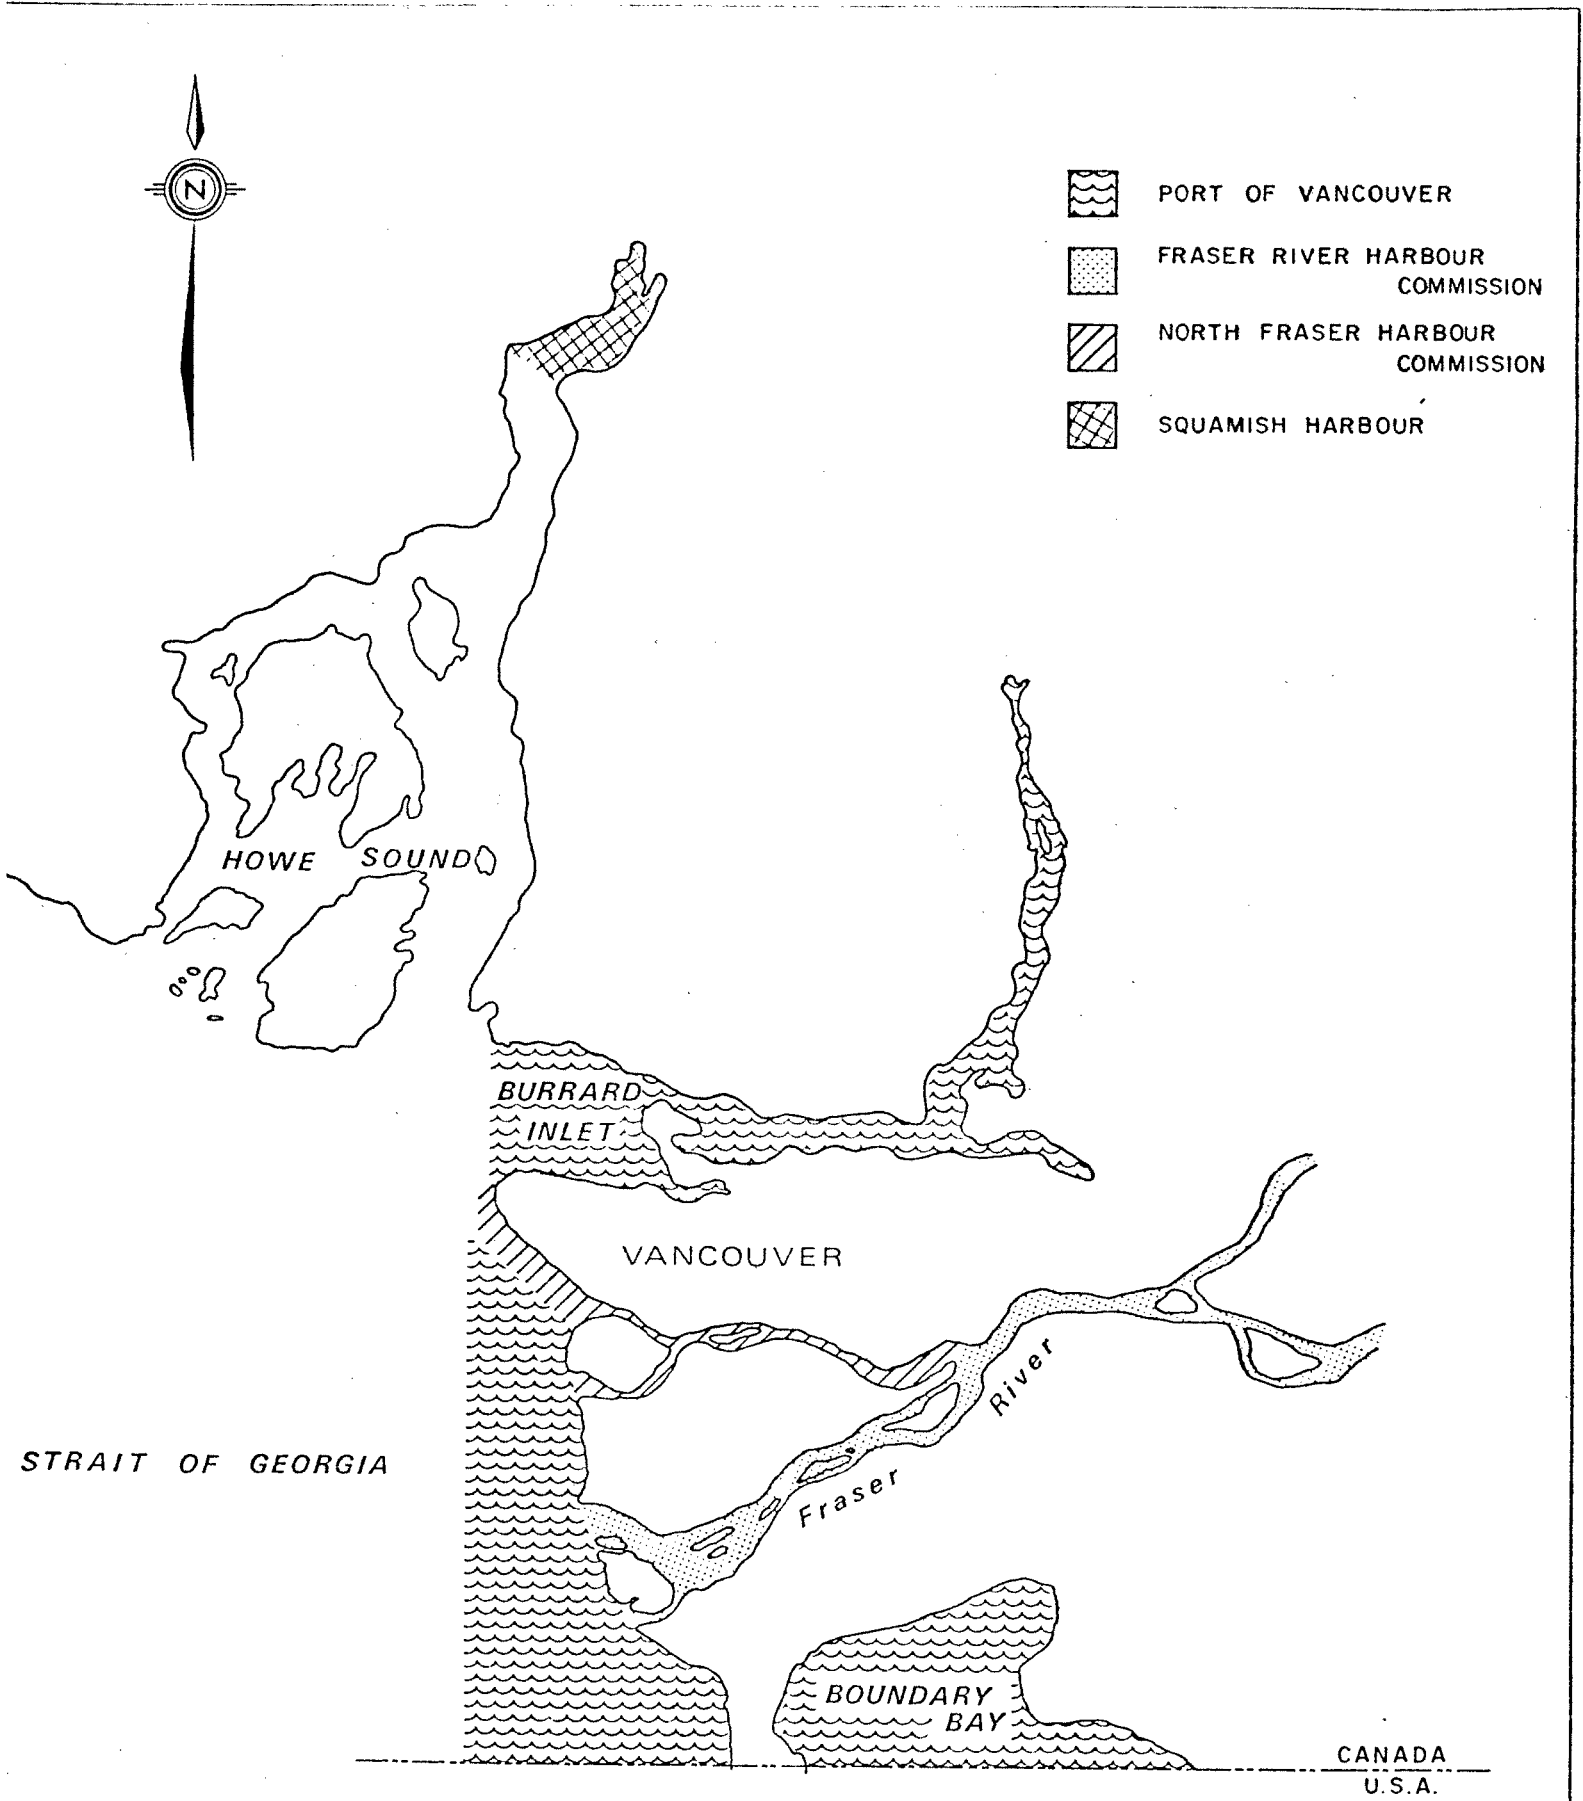 N
PORT OF VANCOUVER
FRASER RIVER HARBOUR
COMMISSION
NORTH FRASER HARBOUR
COMMISSION
SQUAMISH HARBOUR
HOWE SOUND
BURRARD
INLET
VANCOUVER
River
Fraser
STRAIT OF GEORGIA
BOUNDARY
BAY
CANADA
U.S.A.